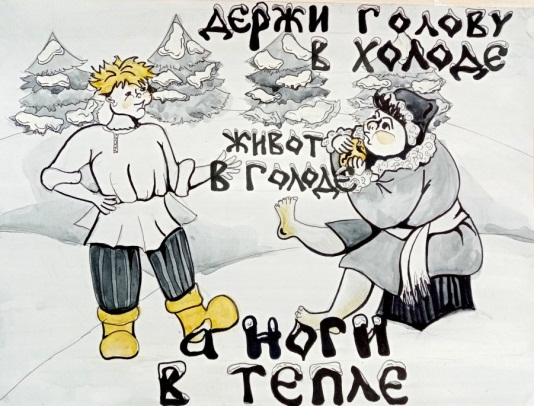 ДЕРЖИ ГОЛОВУ
В ХОЛОДЕ
ЖИВОТ
В ГОЛОДЕ
а НОГИ
В ТЕПЛЕ